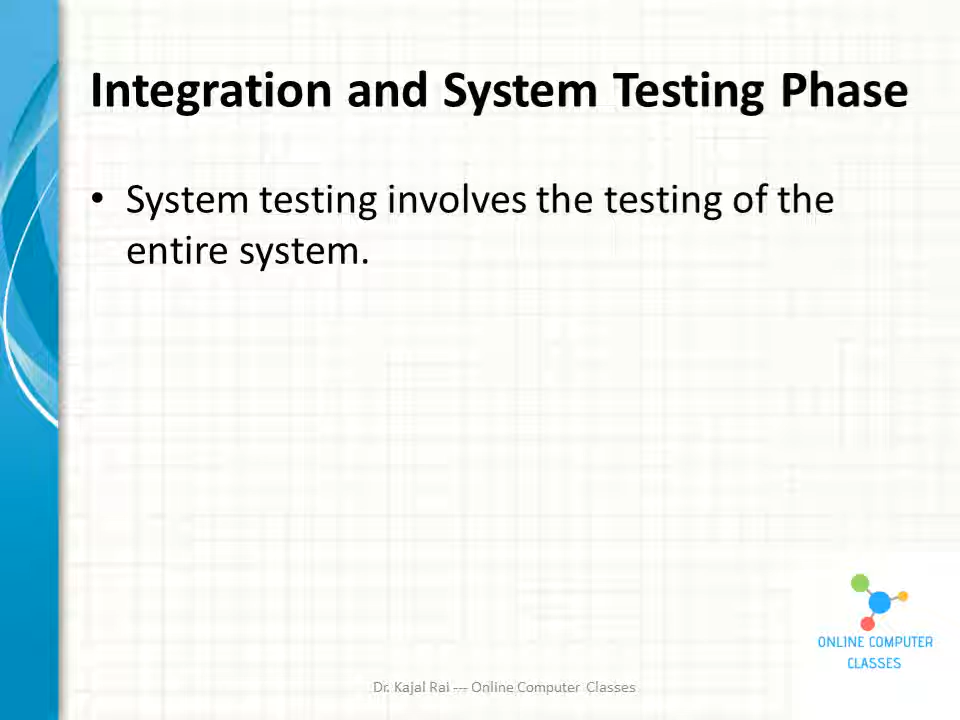 Integration and System Testing Phase
• System testing involves the testing of the
entire system.
ONLINE COMPUTER
CLASSES
Dr. Kajal Rai --- Online Computer Classes